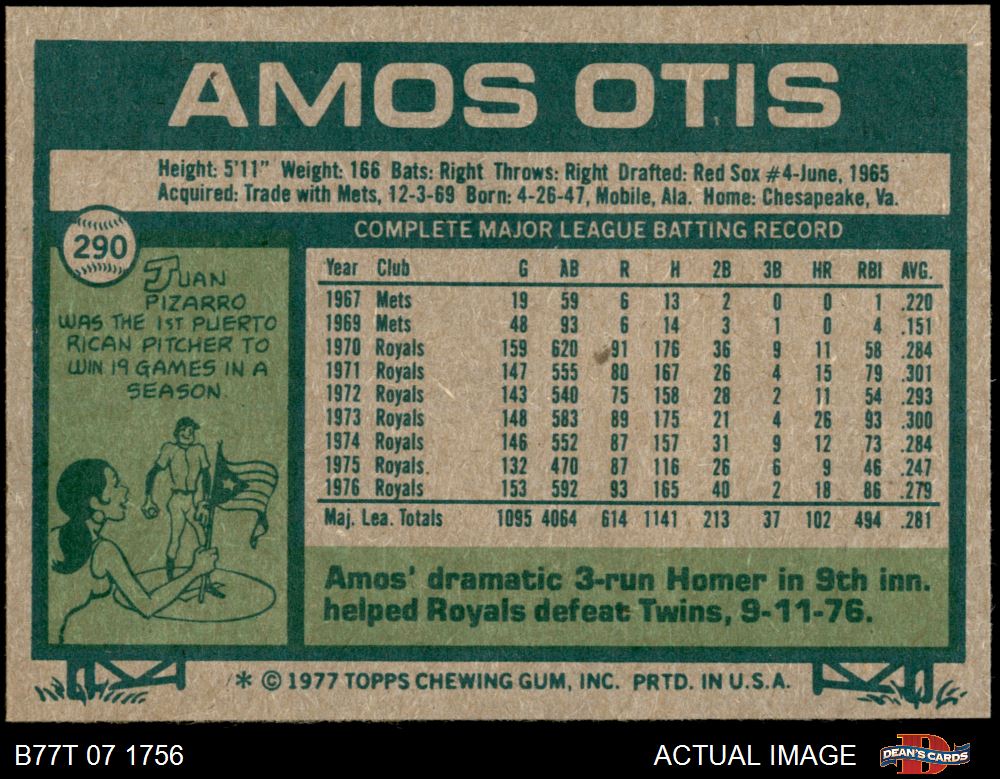 AMOS OTIS
Height: 5'11" Weight: 166 Bats: Right Throws: Right Drafted: Red Sox #4-June, 1965
Acquired: Trade with Mets, 12-3-69 Born: 4-26-47, Mobile, Ala. Home: Chesapeake, Va.
290
JUAN
PIZARRO
WAS THE 1ST PUERTO
RICAN PITCHER TO
WIN 19 GAMES IN A
SEASON.
COMPLETE MAJOR LEAGUE BATTING RECORD
Year Club G AB R H 2B 3B HR RBI AVG.
1967 Mets 19 59 6 13 2 0 0 1 .220
1969 Mets 48 93 6 14 3 1 0 4 .151
1970 Royals 159 620 91 176 36 9 11 58 .284
1971 Royals 147 555 80 167 26 4 15 79 .301
1972 Royals 143 540 75 158 28 2 11 54 .293
1973 Royals 148 583 89 175 21 4 26 93 .300
1974 Royals 146 552 87 157 31 9 12 73 .284
1975 Royals 132 470 87 116 26 6 9 46 .247
1976 Royals 153 592 93 165 40 2 18 86 .279
Maj. Lea. Totals 1095 4064 614 1141 213 37 102 494 .281
Amos' dramatic 3-run Homer in 9th inn.
helped Royals defeat Twins, 9-11-76.
* © 1977 TOPPS CHEWING GUM, INC. PRTD. IN U.S.A.
B77T 07 1756 ACTUAL IMAGE
DEAN'S CARDS